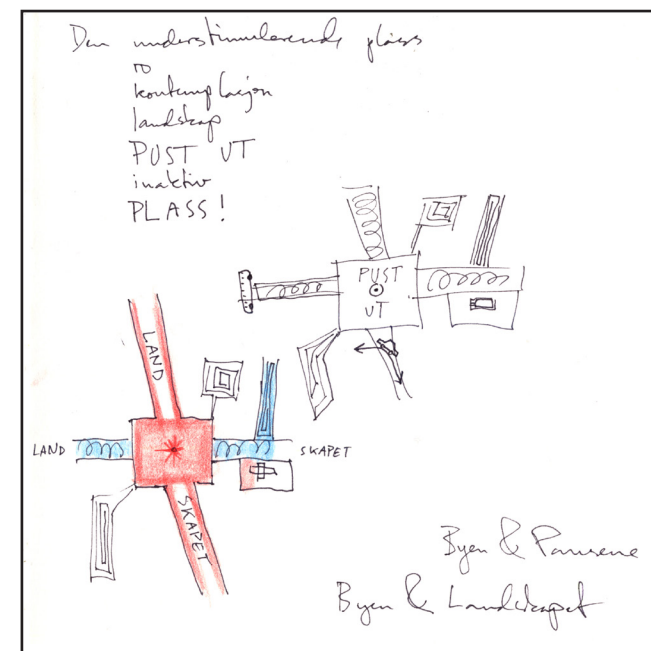 Den understimulerende plass
ro
kontemplasjon
landskap
PUST UT
inaktiv
PLASS!
PUST
UT
LAND
LAND
SKAPET
SKAPET
Byen & Pausene
Byen & Landskapet